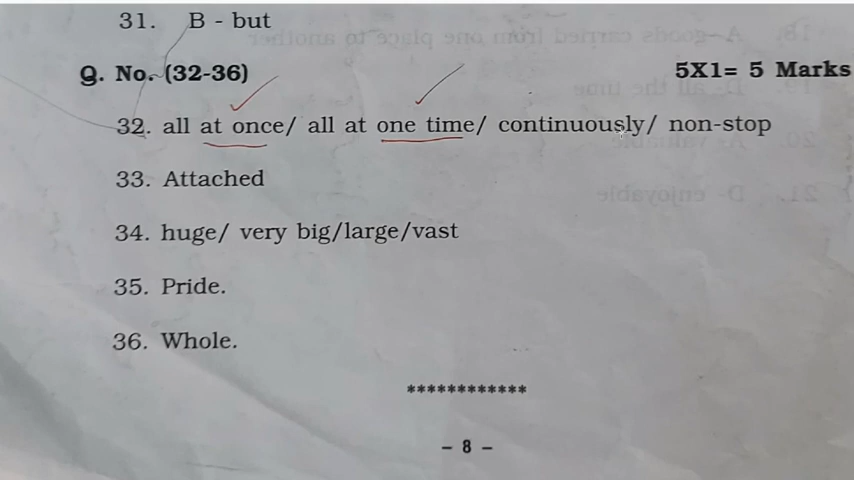 31. B - but
Q. No. (32-36) 5X1= 5 Marks
32. all at once/ all at one time/ continuously/ non-stop
33. Attached
34. huge/ very big/large/vast
35. Pride.
36. Whole.
************
- 8 -